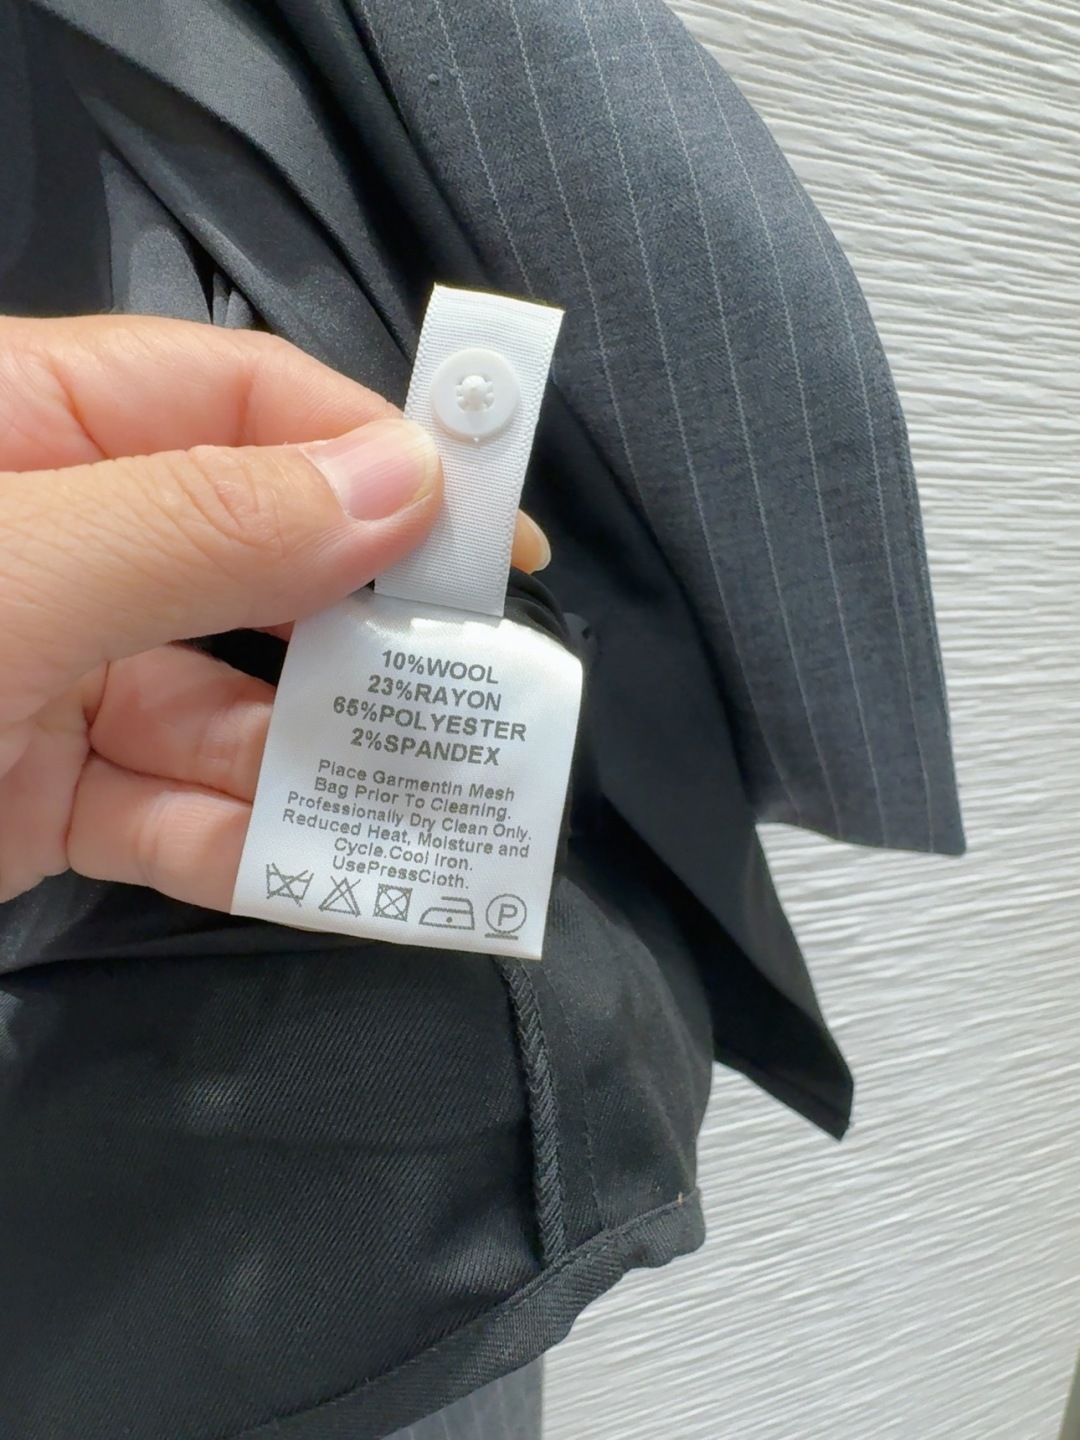 10%WOOL
23%RAYON
65%POLYESTER
2%SPANDEX
Place Garmentin Mesh
Bag Prior To Cleaning.
Professionally Dry Clean Only.
Reduced Heat, Moisture and
Cycle.Cool Iron.
UsePressCloth.
P